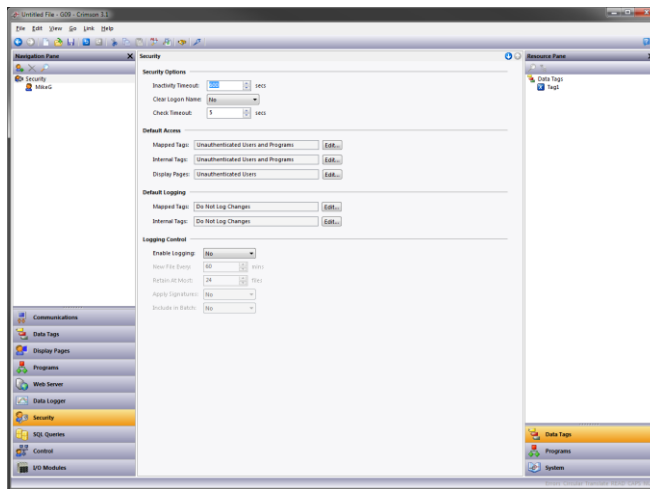 Untitled File - G09 - Crimson 3.1
File Edit View Go Link Help
Navigation Pane
Security
MikeG
Communications
Data Tags
Display Pages
Programs
Web Server
Data Logger
Security
SQL Queries
Control
I/O Modules
Security
Security Options
Inactivity Timeout: 600 secs
Clear Logon Name: No
Check Timeout: 5 secs
Default Access
Mapped Tags: Unauthenticated Users and Programs Edit...
Internal Tags: Unauthenticated Users and Programs Edit...
Display Pages: Unauthenticated Users Edit...
Default Logging
Mapped Tags: Do Not Log Changes Edit...
Internal Tags: Do Not Log Changes Edit...
Logging Control
Enable Logging: No
New File Every: 60 mins
Retain At Most: 24 files
Apply Signatures: No
Include in Batch: No
Resource Pane
Data Tags
Tag1
Data Tags
Programs
System